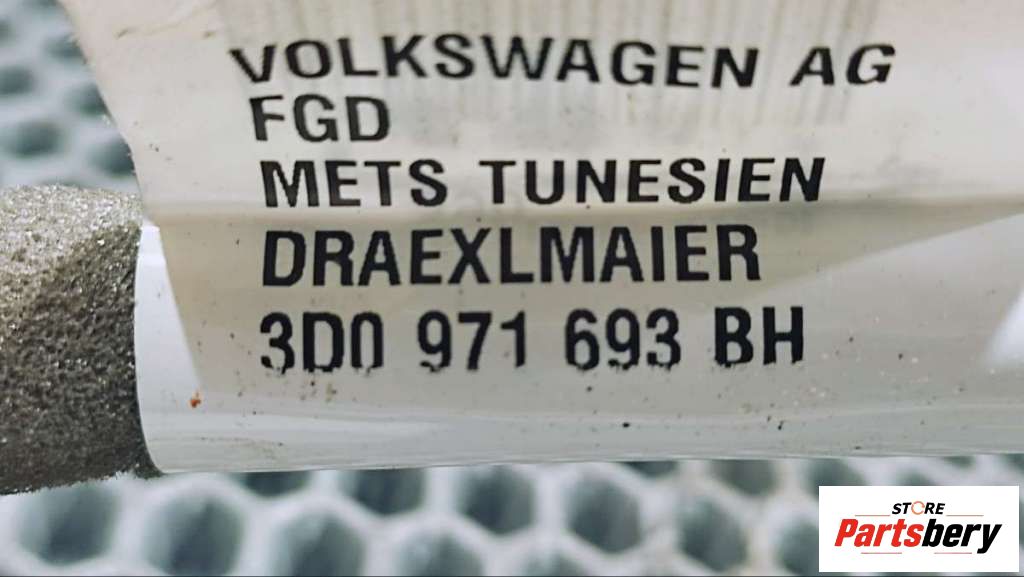 VOLKSWAGEN AG
FGD
METS TUNESIEN
DRAEXLMAIER
3D0 971 693 BH
STORE
Partsbery